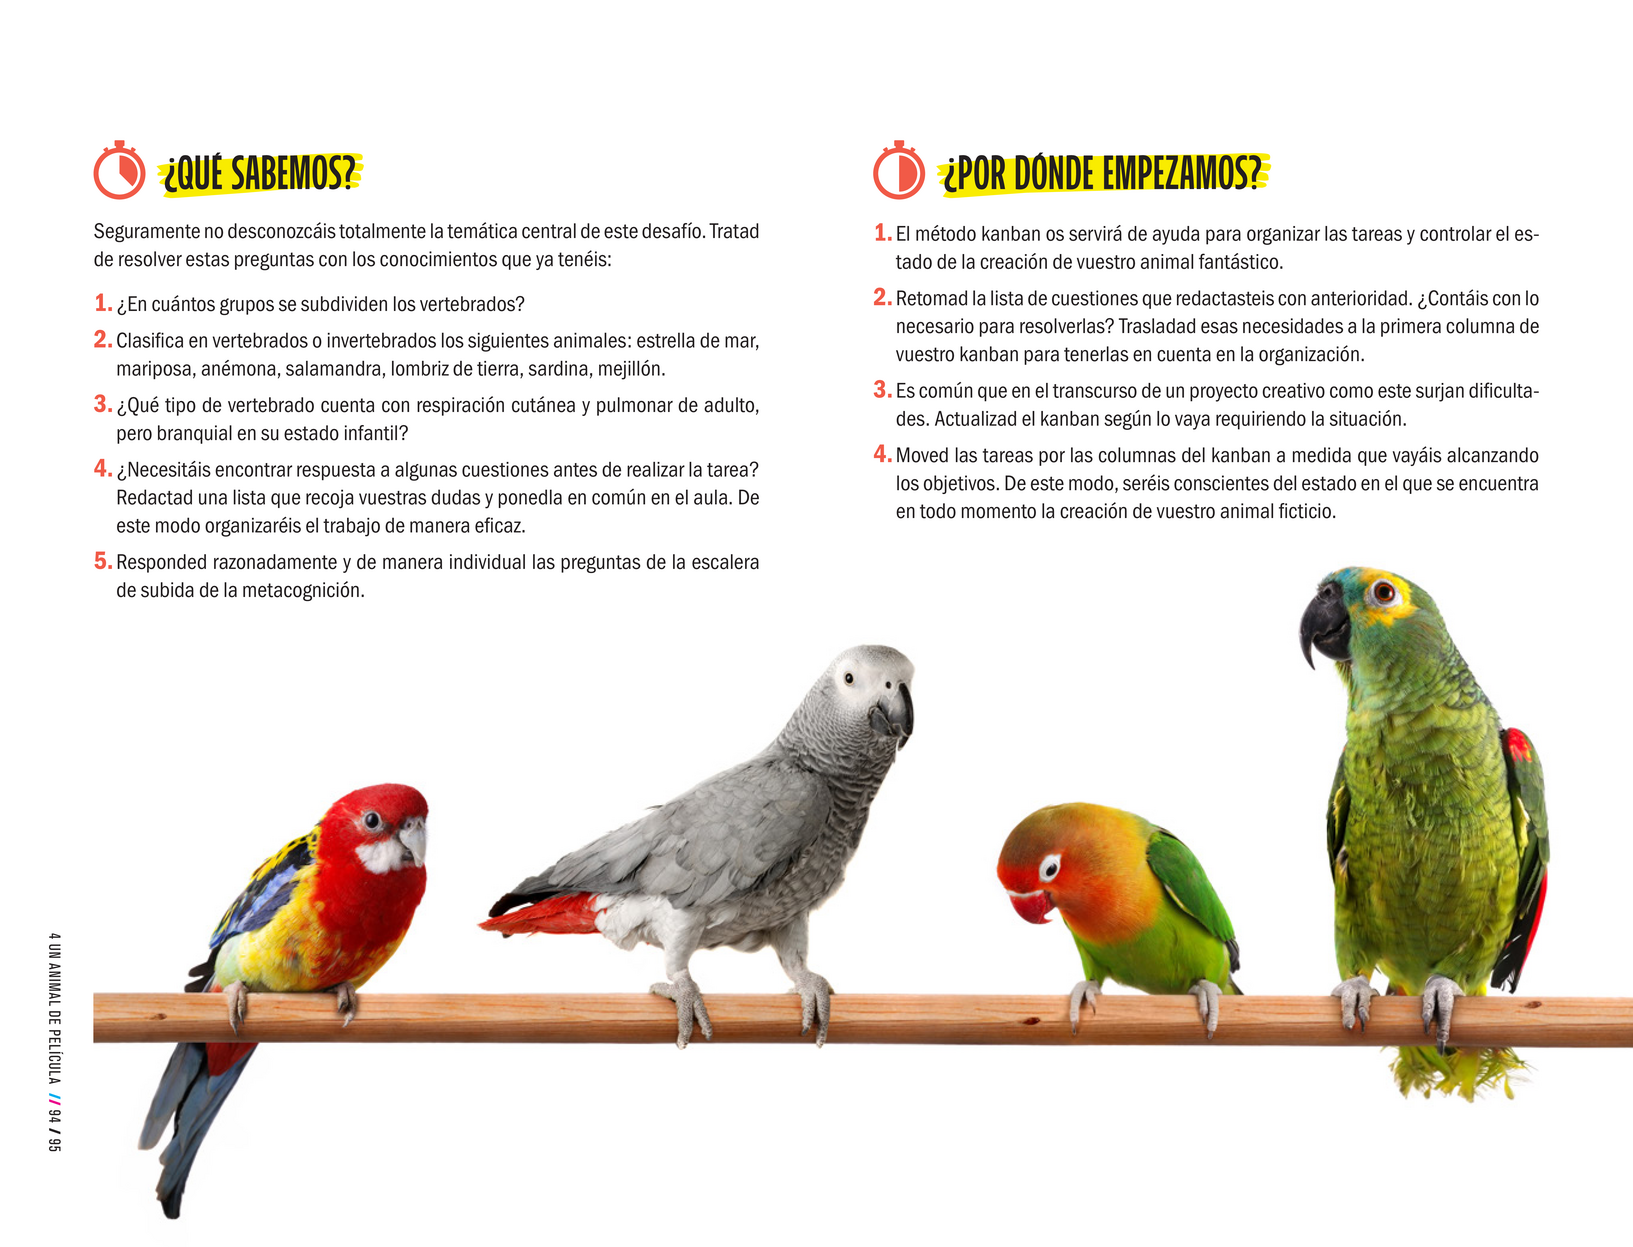 ¿QUÉ SABEMOS?
Seguramente no desconozcáis totalmente la temática central de este desafío. Tratad
de resolver estas preguntas con los conocimientos que ya tenéis:
1. ¿En cuántos grupos se subdividen los vertebrados?
2. Clasifica en vertebrados o invertebrados los siguientes animales: estrella de mar,
mariposa, anémona, salamandra, lombriz de tierra, sardina, mejillón.
3. ¿Qué tipo de vertebrado cuenta con respiración cutánea y pulmonar de adulto,
pero branquial en su estado infantil?
4. ¿Necesitáis encontrar respuesta a algunas cuestiones antes de realizar la tarea?
Redactad una lista que recoja vuestras dudas y ponedla en común en el aula. De
este modo organizaréis el trabajo de manera eficaz.
5. Responded razonadamente y de manera individual las preguntas de la escalera
de subida de la metacognición.
¿POR DÓNDE EMPEZAMOS?
1. El método kanban os servirá de ayuda para organizar las tareas y controlar el es-
tado de la creación de vuestro animal fantástico.
2. Retomad la lista de cuestiones que redactasteis con anterioridad. ¿Contáis con lo
necesario para resolverlas? Trasladad esas necesidades a la primera columna de
vuestro kanban para tenerlas en cuenta en la organización.
3. Es común que en el transcurso de un proyecto creativo como este surjan dificulta-
des. Actualizad el kanban según lo vaya requiriendo la situación.
4. Moved las tareas por las columnas del kanban a medida que vayáis alcanzando
los objetivos. De este modo, seréis conscientes del estado en el que se encuentra
en todo momento la creación de vuestro animal ficticio.
4 UN ANIMAL DE PELÍCULA // 94 / 95